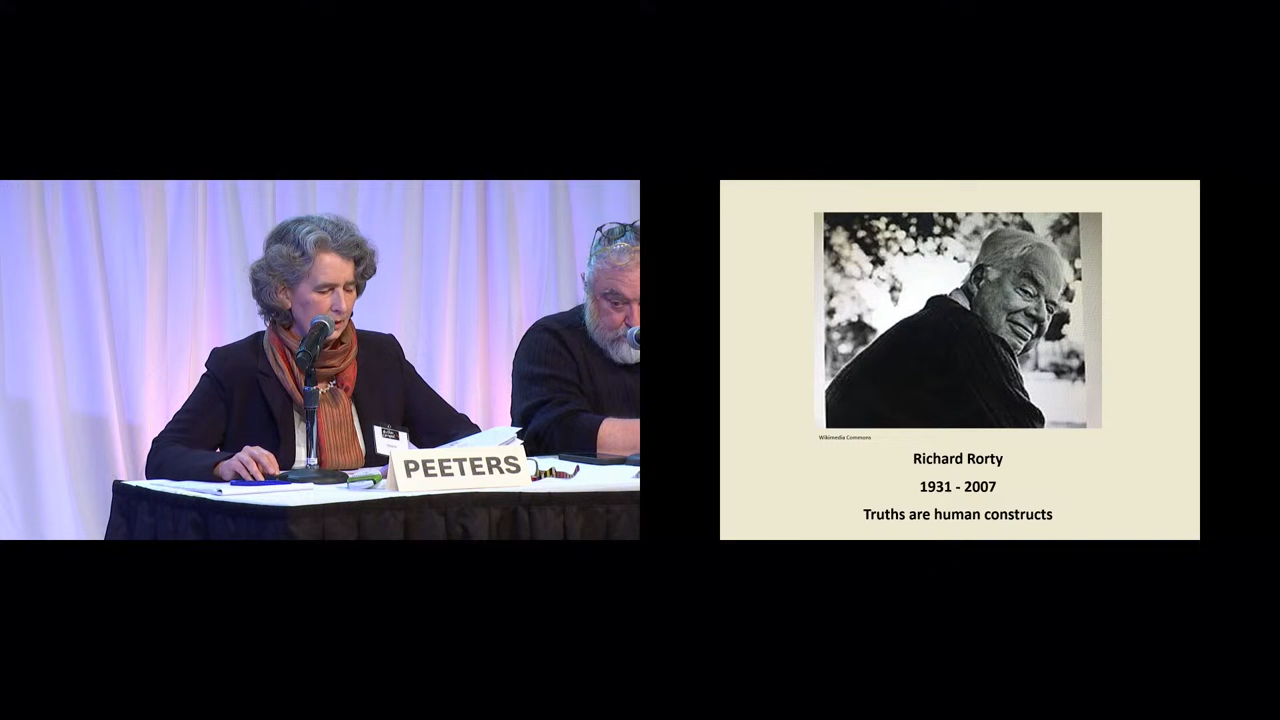 PEETERS
Wikimedia Commons
Richard Rorty
1931 - 2007
Truths are human constructs